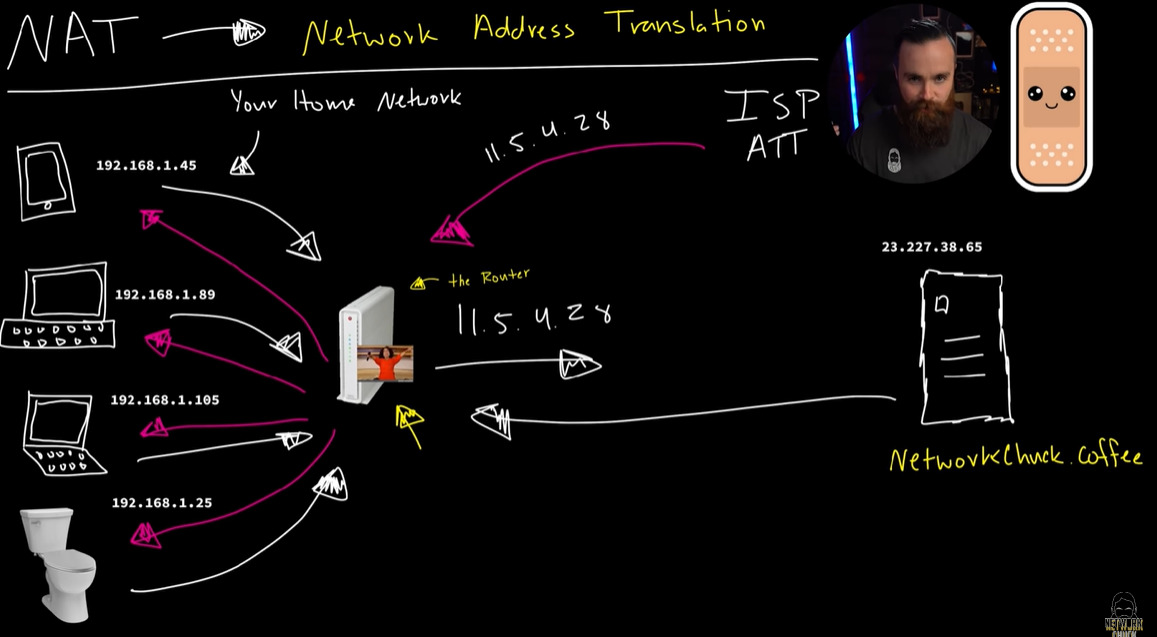 NAT Network Address Translation
Your Home Network
ISP
ATT
11.5.4.28
192.168.1.45
23.227.38.65
the Router
192.168.1.89
11.5.4.28
192.168.1.105
NetworkChuck.coffee
192.168.1.25
NETWORK
CHUCK